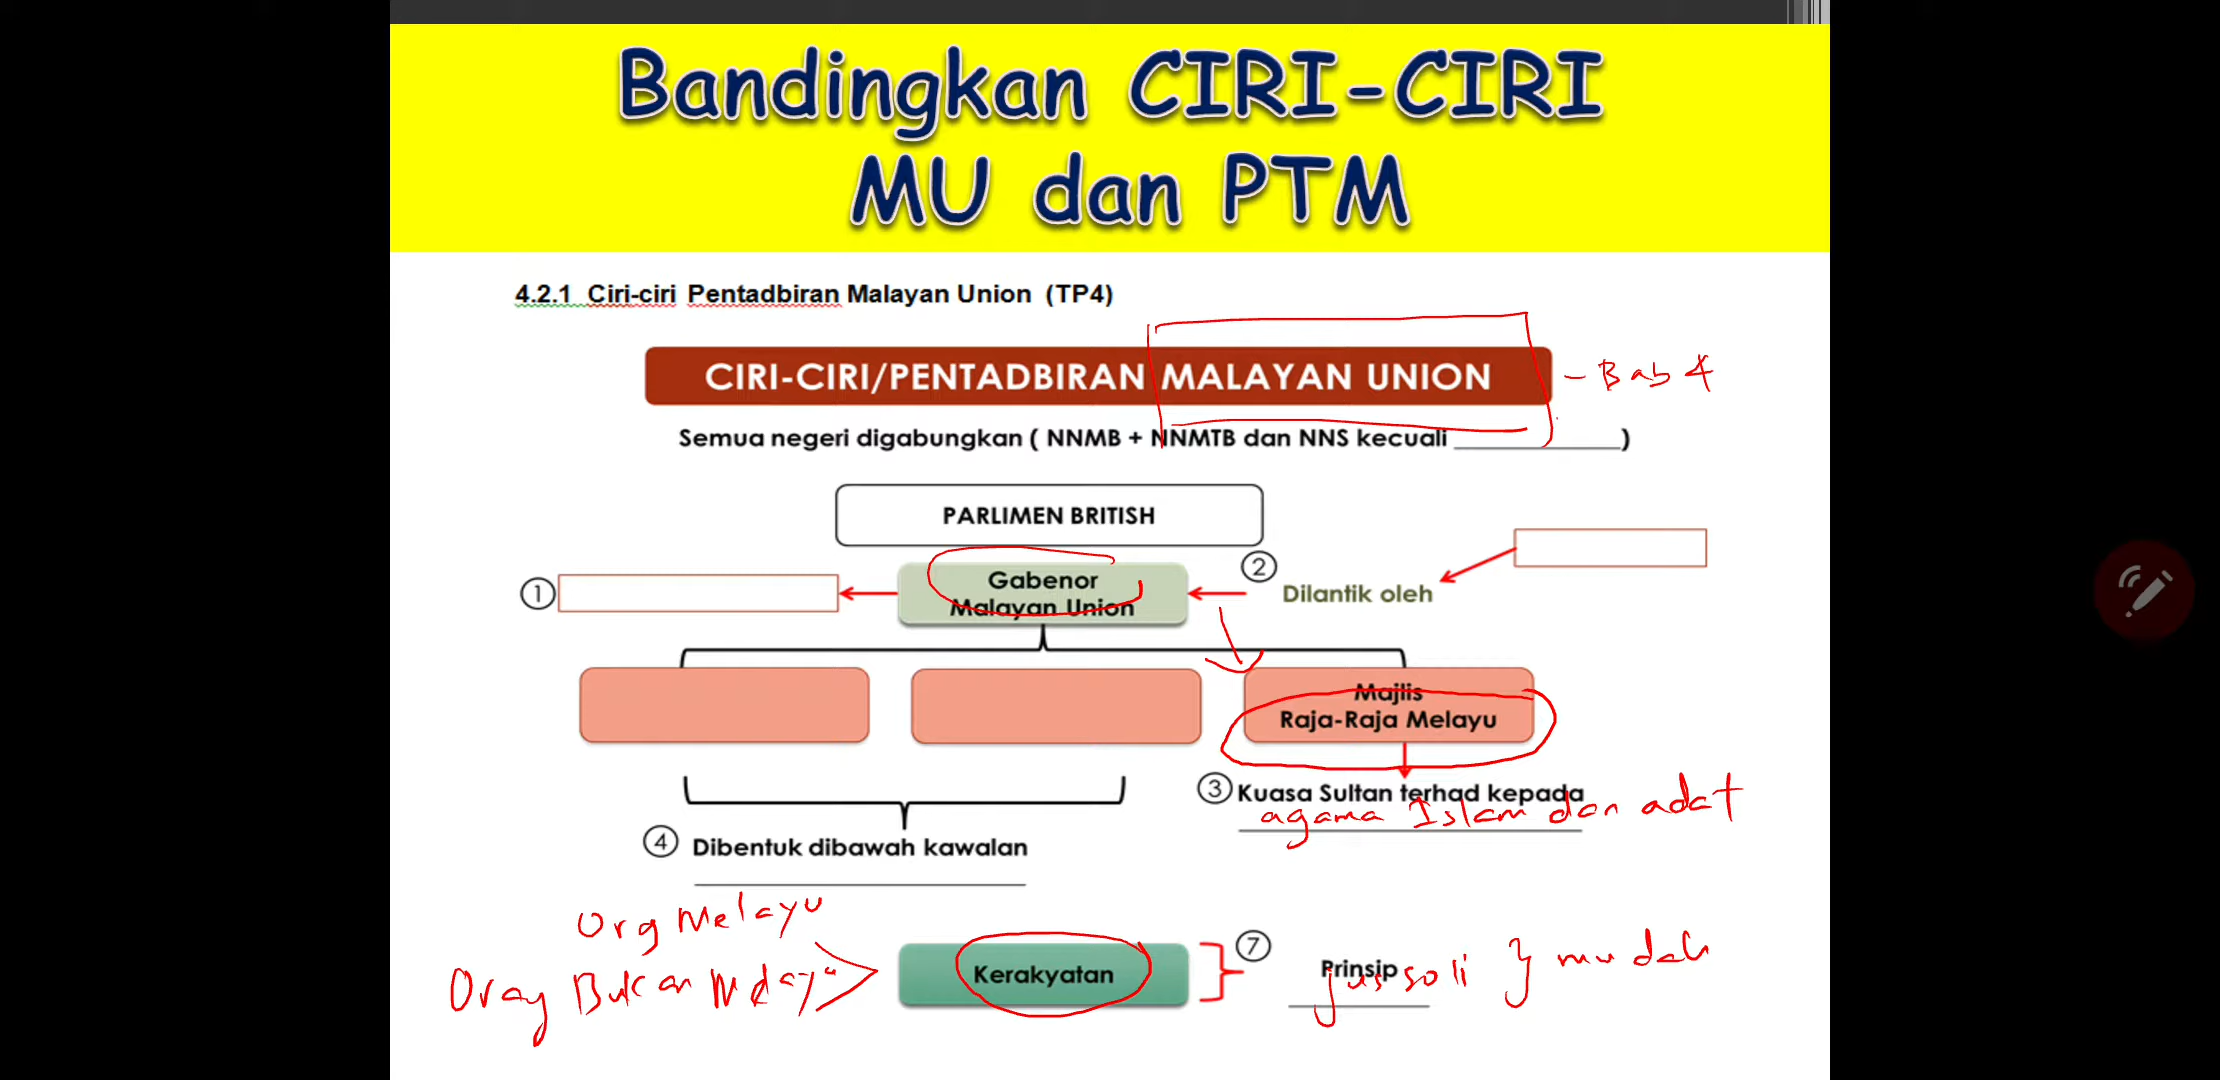 Bandingkan CIRI-CIRI
MU dan PTM
4.2.1 Ciri-ciri Pentadbiran Malayan Union (TP4)
CIRI-CIRI/PENTADBIRAN MALAYAN UNION
- Bab 4
Semua negeri digabungkan ( NNMB + NNMTB dan NNS kecuali ____________)
PARLIMEN BRITISH
1
Gabenor
Malayan Union
2
Dilantik oleh
Majlis
Raja-Raja Melayu
3 Kuasa Sultan terhad kepada
agama Islam dan adat
4 Dibentuk dibawah kawalan
Org Melayu
Orang Bukan Melayu
Kerakyatan
7
Prinsip
jus soli } mudah